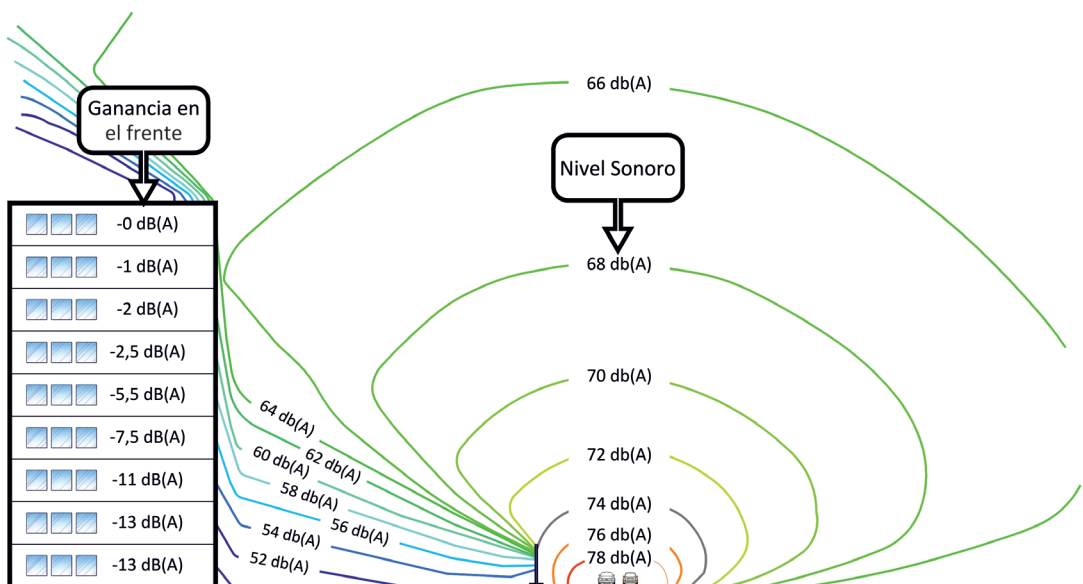 66 db(A)
Ganancia en
el frente
Nivel Sonoro
-0 dB(A)
-1 dB(A)
68 db(A)
-2 dB(A)
-2,5 dB(A)
70 db(A)
-5,5 dB(A)
64 db(A)
-7,5 dB(A)
72 db(A)
62 db(A)
60 db(A)
-11 dB(A)
58 db(A)
74 db(A)
-13 dB(A)
56 db(A)
54 db(A)
76 db(A)
78 db(A)
-13 dB(A)
52 db(A)